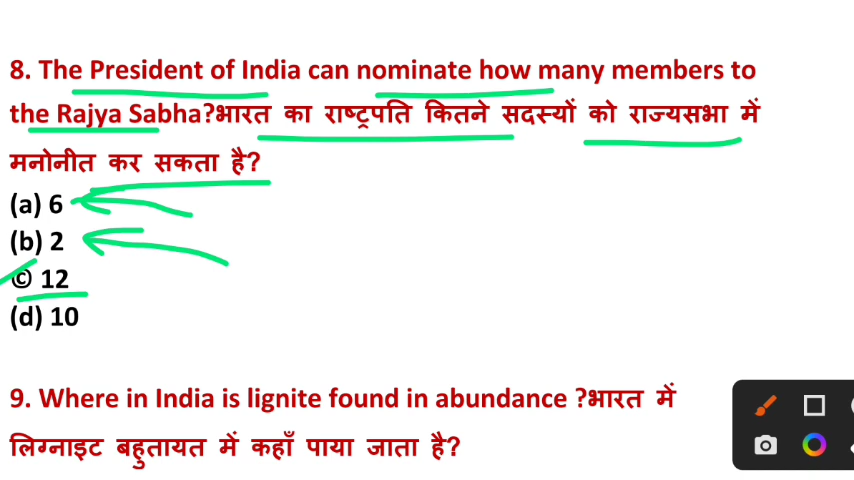 8. The President of India can nominate how many members to
the Rajya Sabha?भारत का राष्ट्रपति कितने सदस्यों को राज्यसभा में
मनोनीत कर सकता है?
(a) 6
(b) 2
© 12
(d) 10
9. Where in India is lignite found in abundance ?भारत में
लिग्नाइट बहुतायत में कहाँ पाया जाता है?